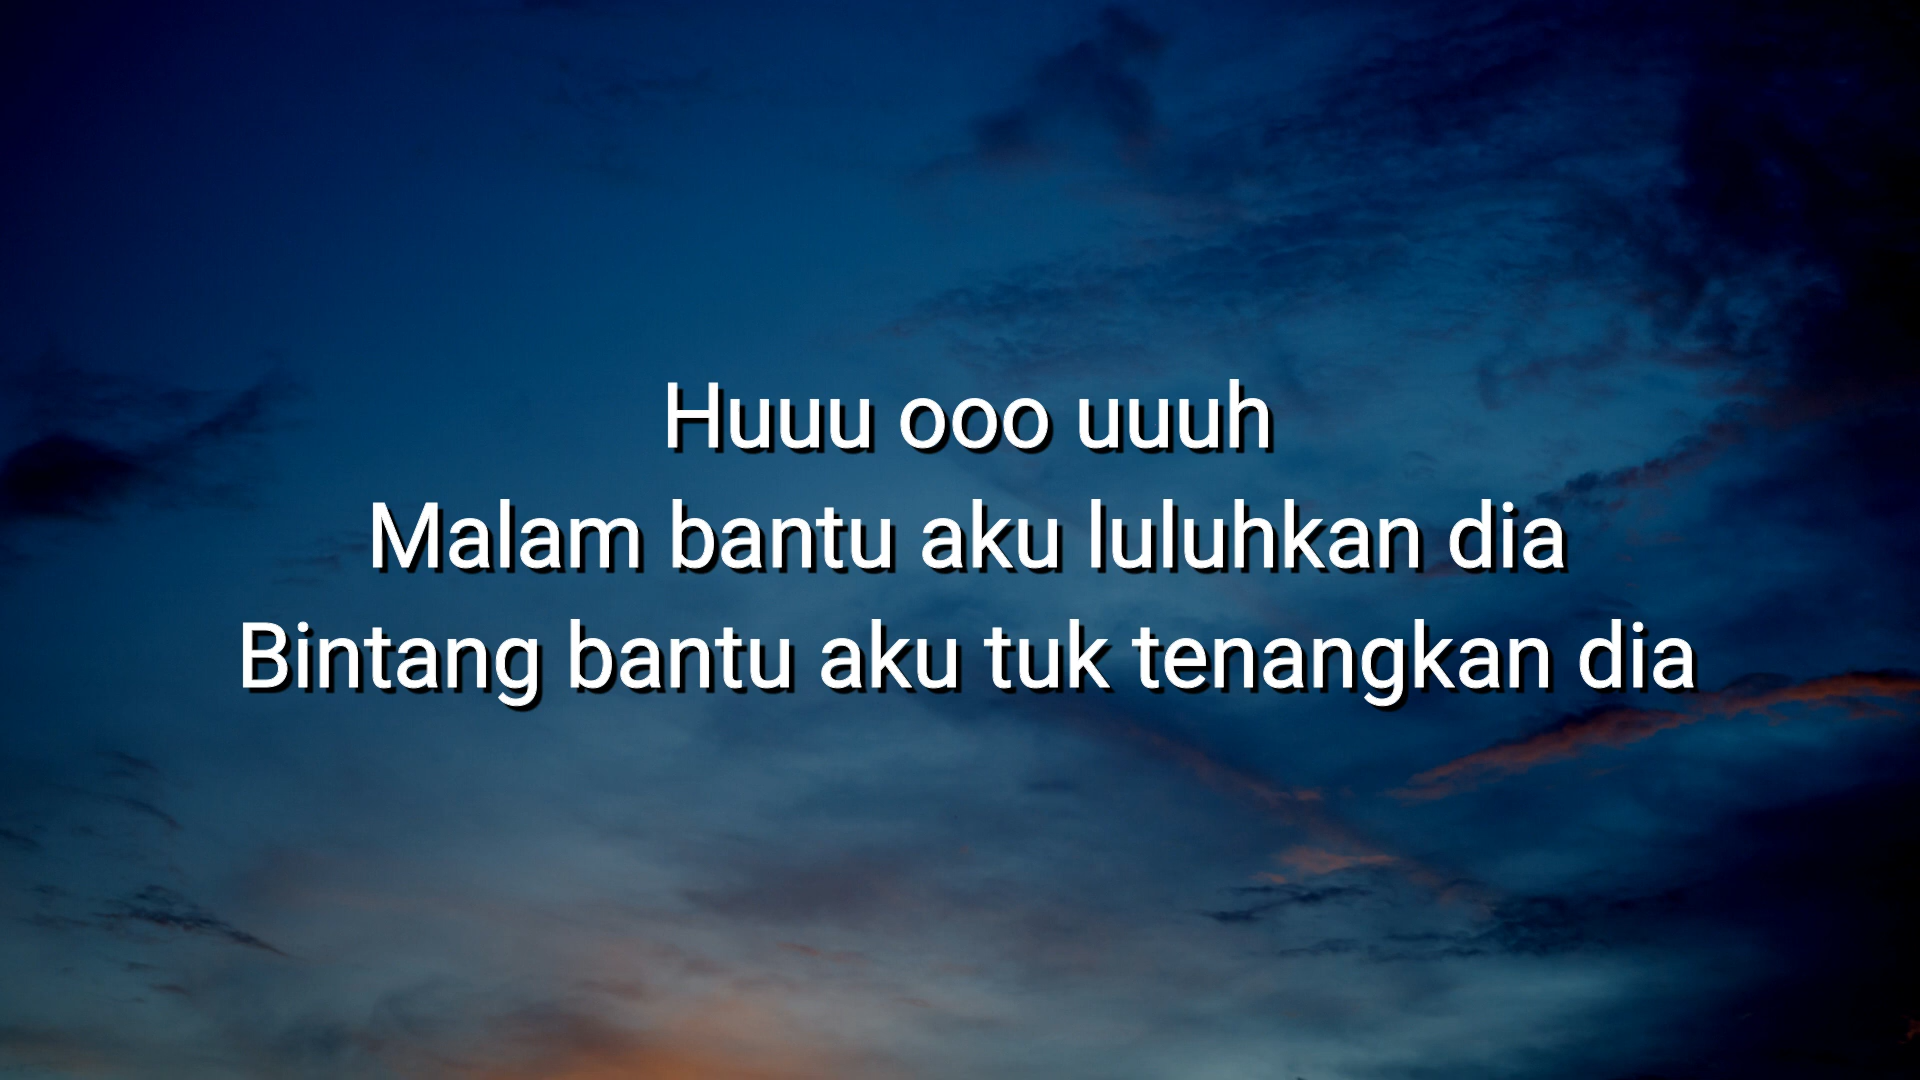 Huuu ooo uuuh
Malam bantu aku luluhkan dia
Bintang bantu aku tuk tenangkan dia